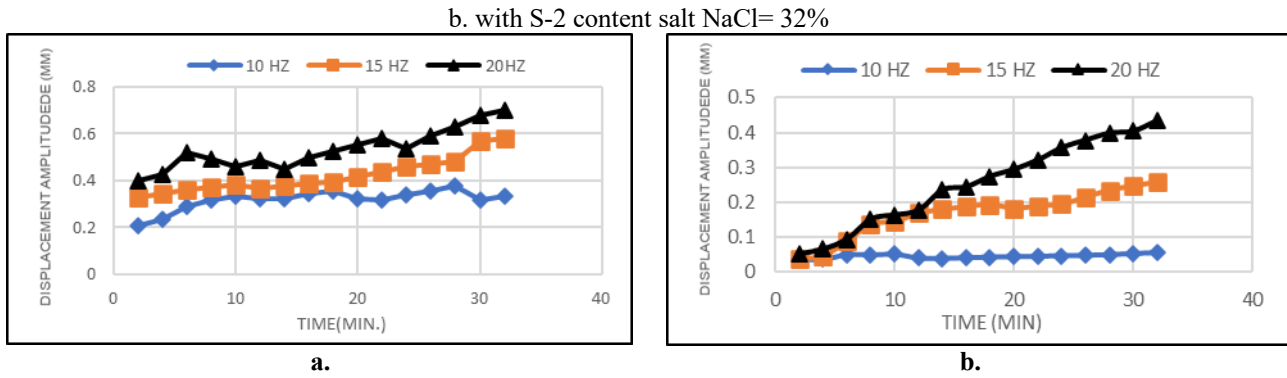 b. with S-2 content salt NaCl= 32%
10 HZ 15 HZ 20HZ
DISPLACEMENT AMPLITUDEDE (MM)
0.8
0.6
0.4
0.2
0
0 10 20 30 40
TIME(MIN.)
a.
10 HZ 15 HZ 20 HZ
DISPLACEMENT AMPLITUDEDE (MM)
0.5
0.4
0.3
0.2
0.1
0
0 10 20 30 40
TIME (MIN)
b.